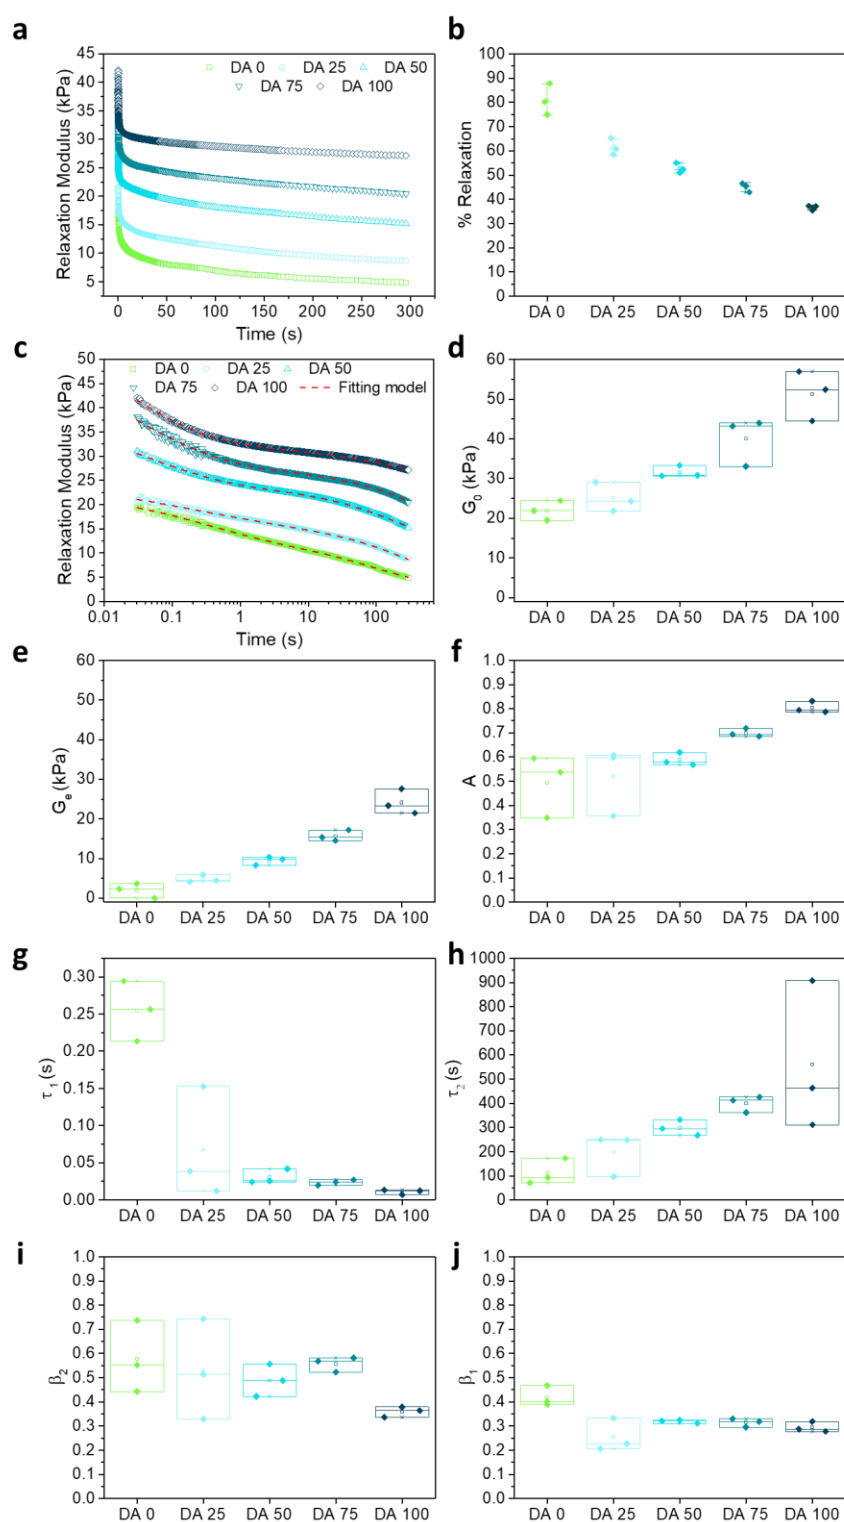 a
Relaxation Modulus (kPa)
45
40
35
30
25
20
15
10
5
DA 0 DA 25 DA 50
DA 75 DA 100
0 50 100 150 200 250 300
Time (s)
b
% Relaxation
100
90
80
70
60
50
40
30
20
10
0
DA 0 DA 25 DA 50 DA 75 DA 100
c
Relaxation Modulus (kPa)
50
45
40
35
30
25
20
15
10
5
0
DA 0 DA 25 DA 50
DA 75 DA 100 Fitting model
0.01 0.1 1 10 100
Time (s)
d
G0 (kPa)
60
50
40
30
20
10
0
DA 0 DA 25 DA 50 DA 75 DA 100
e
Ge (kPa)
60
50
40
30
20
10
0
DA 0 DA 25 DA 50 DA 75 DA 100
f
A
1.0
0.9
0.8
0.7
0.6
0.5
0.4
0.3
0.2
0.1
0.0
DA 0 DA 25 DA 50 DA 75 DA 100
g
τ1 (s)
0.30
0.25
0.20
0.15
0.10
0.05
0.00
DA 0 DA 25 DA 50 DA 75 DA 100
h
τ2 (s)
1000
900
800
700
600
500
400
300
200
100
0
DA 0 DA 25 DA 50 DA 75 DA 100
i
β2
1.0
0.9
0.8
0.7
0.6
0.5
0.4
0.3
0.2
0.1
0.0
DA 0 DA 25 DA 50 DA 75 DA 100
j
β1
1.0
0.9
0.8
0.7
0.6
0.5
0.4
0.3
0.2
0.1
0.0
DA 0 DA 25 DA 50 DA 75 DA 100